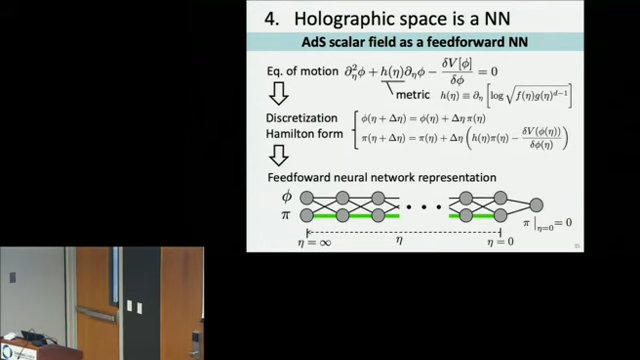 4. Holographic space is a NN
AdS scalar field as a feedforward NN
Eq. of motion ∂²_η ϕ + h(η)∂_η ϕ − δV[ϕ]/δϕ = 0
metric h(η) ≡ ∂_η [log √(f(η)g(η)^{d−1})]
Discretization
Hamilton form
ϕ(η + Δη) = ϕ(η) + Δη π(η)
π(η + Δη) = π(η) + Δη (h(η)π(η) − δV(ϕ(η))/δϕ(η))
Feedfoward neural network representation
ϕ
π
π|_{η=0} = 0
η = ∞ η η = 0